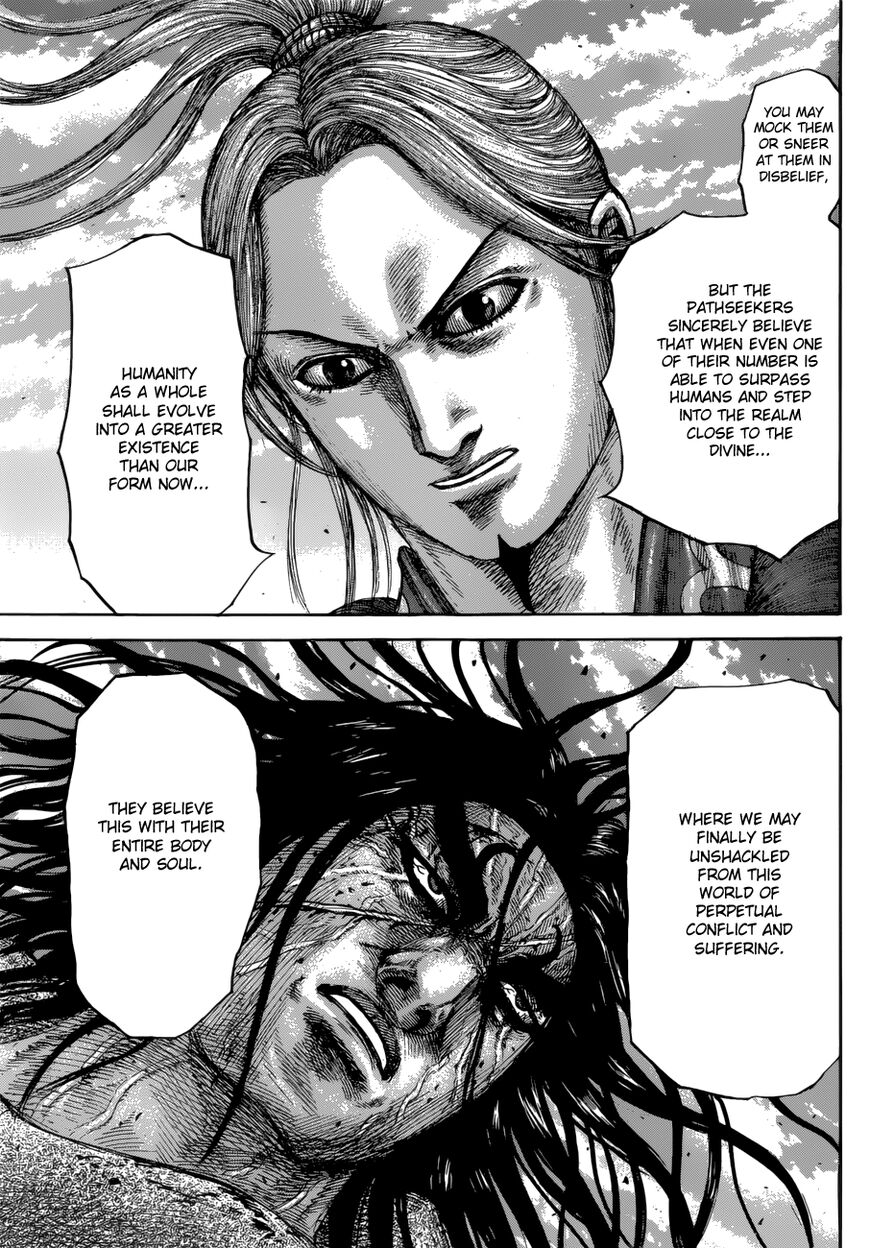 YOU MAY
MOCK THEM
OR SNEER
AT THEM IN
DISBELIEF,
BUT THE
PATHSEEKERS
SINCERELY BELIEVE
THAT WHEN EVEN ONE
OF THEIR NUMBER IS
ABLE TO SURPASS
HUMANS AND STEP
INTO THE REALM
CLOSE TO THE
DIVINE...
HUMANITY
AS A WHOLE
SHALL EVOLVE
INTO A GREATER
EXISTENCE
THAN OUR
FORM NOW...
WHERE WE MAY
FINALLY BE
UNSHACKLED
FROM THIS
WORLD OF
PERPETUAL
CONFLICT AND
SUFFERING.
THEY BELIEVE
THIS WITH THEIR
ENTIRE BODY
AND SOUL.